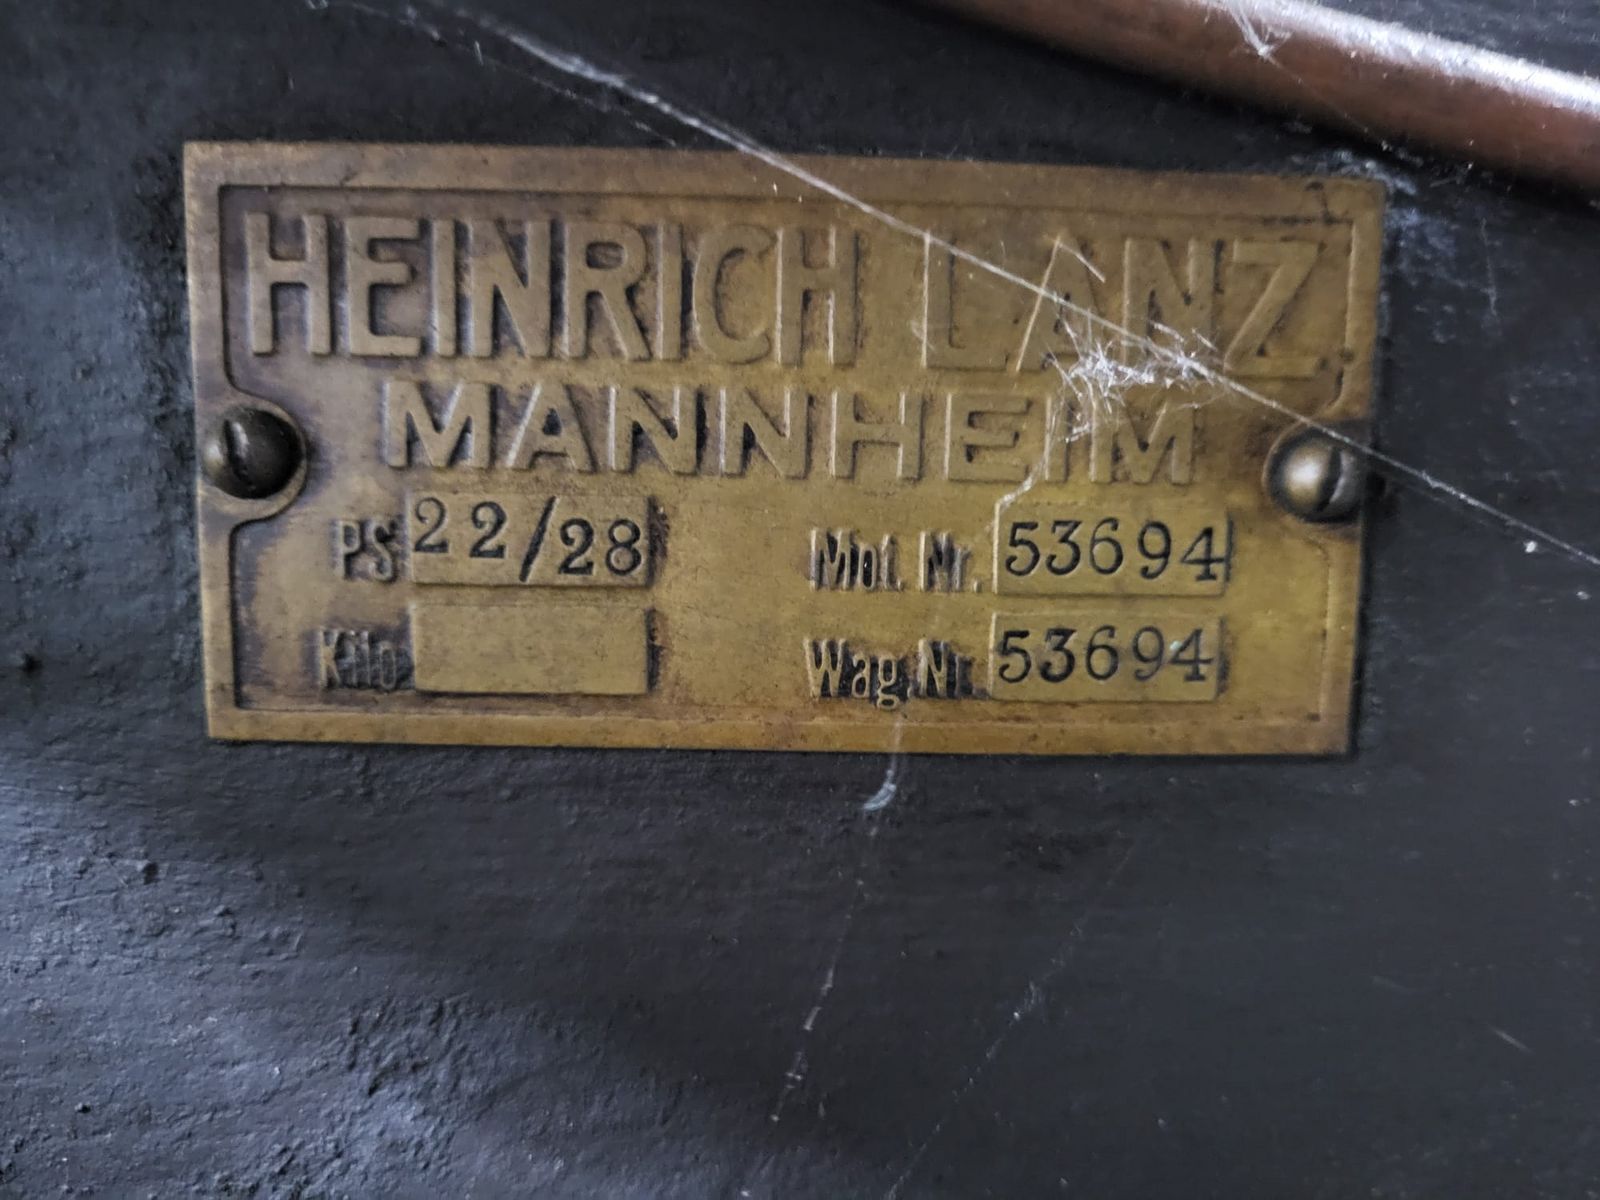 HEINRICH LANZ
MANNHEIM
PS 22/28 Mot. Nr. 53694
Kilo Wag. Nr. 53694